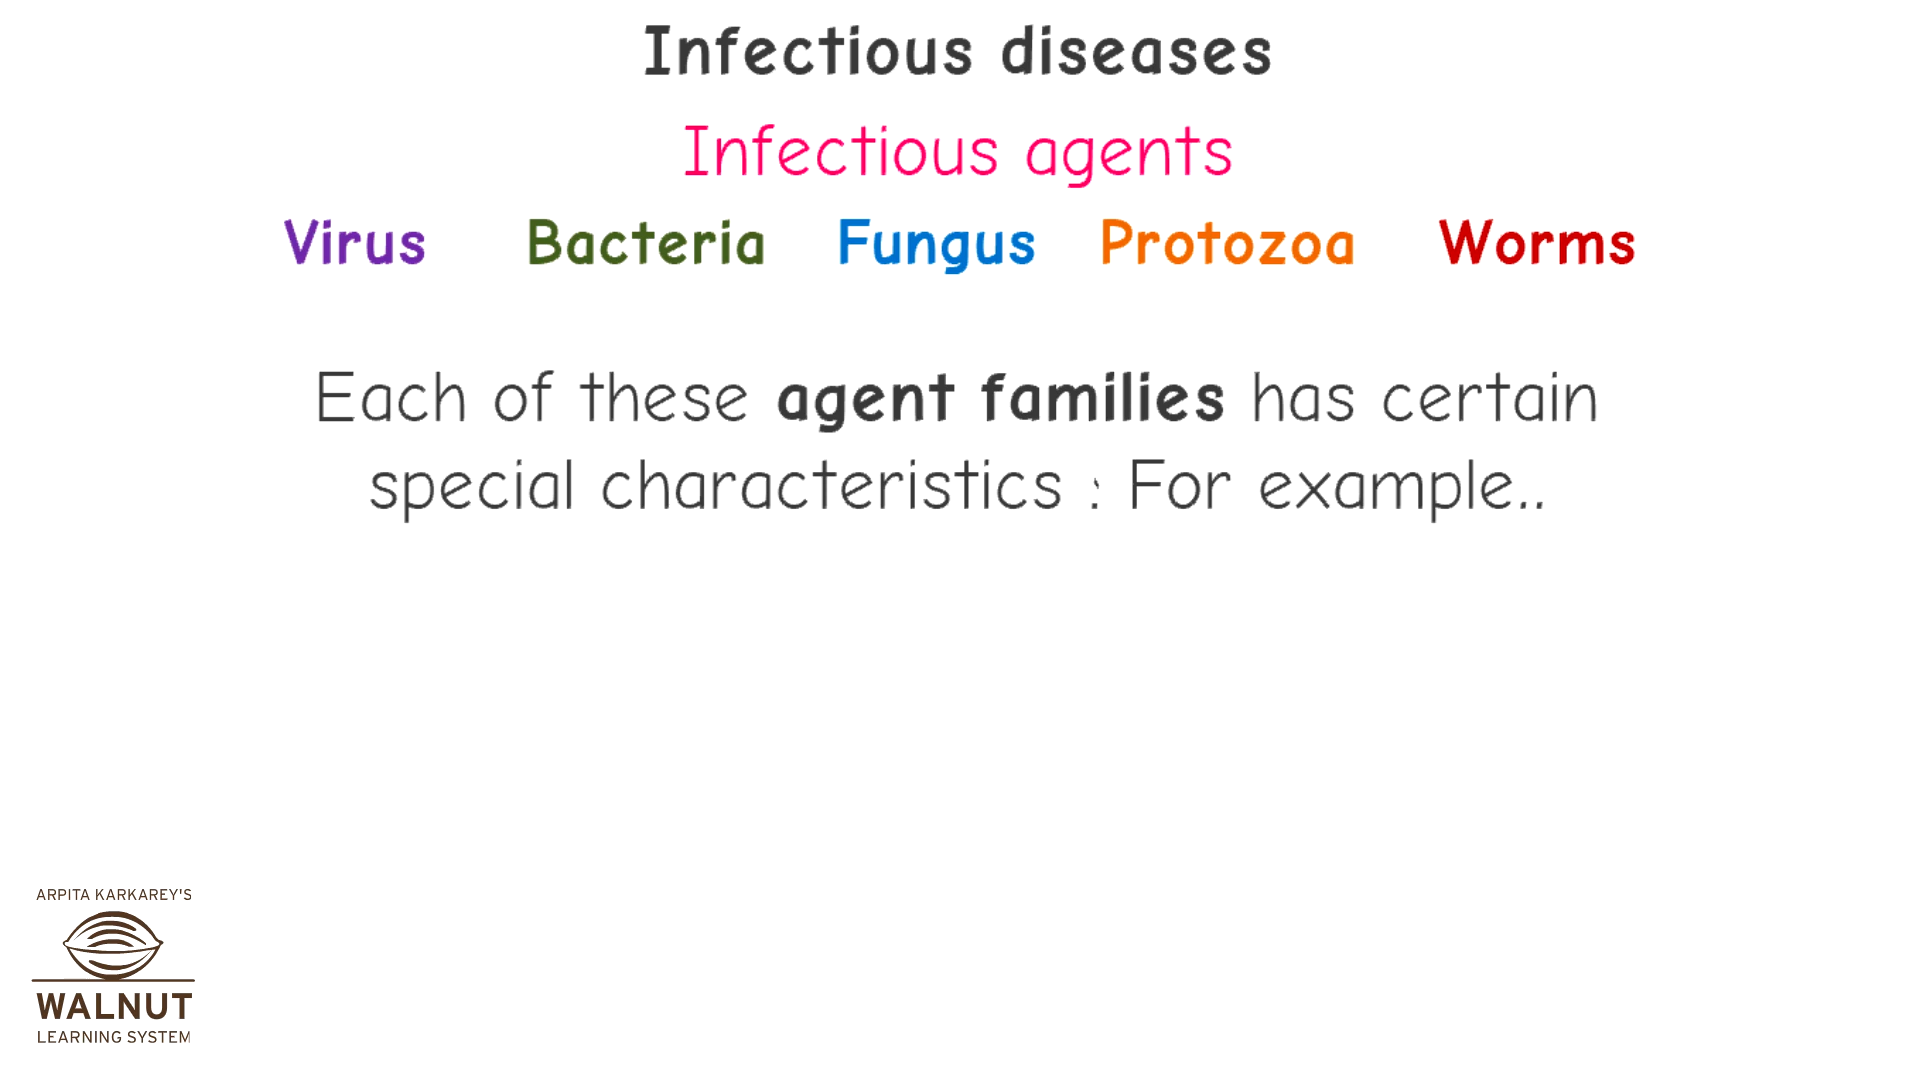 Infectious diseases
Infectious agents
Virus Bacteria Fungus Protozoa Worms
Each of these agent families has certain
special characteristics : For example..
ARPITA KARKAREY'S
WALNUT
LEARNING SYSTEM